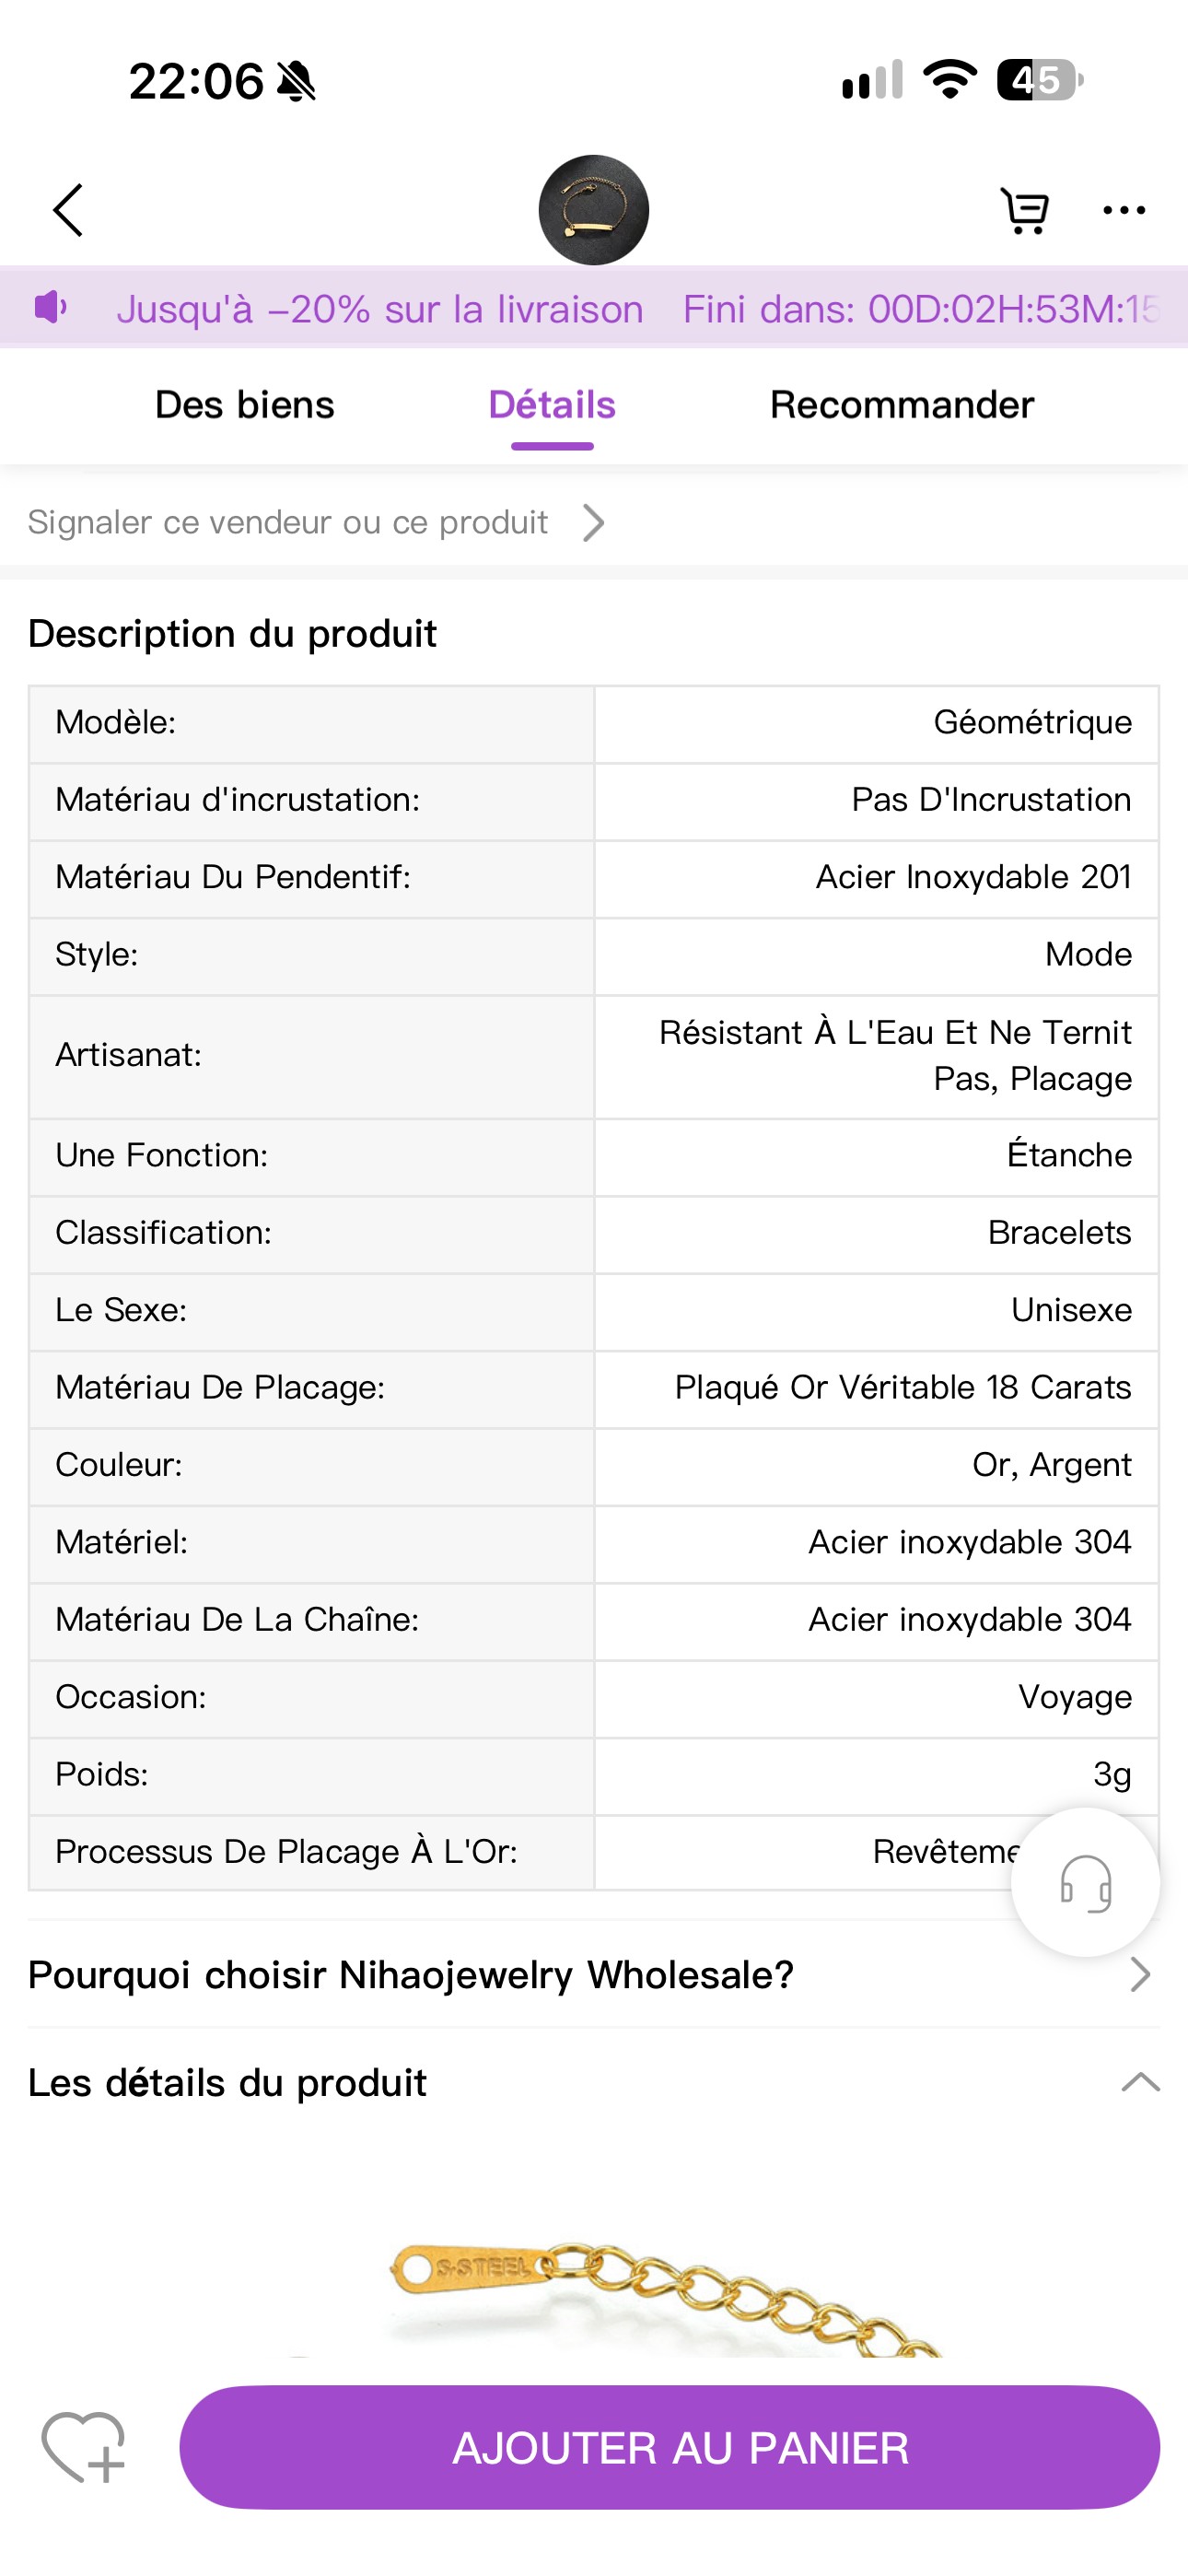 22:06
45
Jusqu'à –20% sur la livraison Fini dans: 00D:02H:53M:15
Des biens Détails Recommander
Signaler ce vendeur ou ce produit
Description du produit
Modèle: Géométrique
Matériau d'incrustation: Pas D'Incrustation
Matériau Du Pendentif: Acier Inoxydable 201
Style: Mode
Artisanat: Résistant À L'Eau Et Ne Ternit
Pas, Placage
Une Fonction: Étanche
Classification: Bracelets
Le Sexe: Unisexe
Matériau De Placage: Plaqué Or Véritable 18 Carats
Couleur: Or, Argent
Matériel: Acier inoxydable 304
Matériau De La Chaîne: Acier inoxydable 304
Occasion: Voyage
Poids: 3g
Processus De Placage À L'Or:
Pourquoi choisir Nihaojewelry Wholesale?
Les détails du produit
S-STEEL
AJOUTER AU PANIER